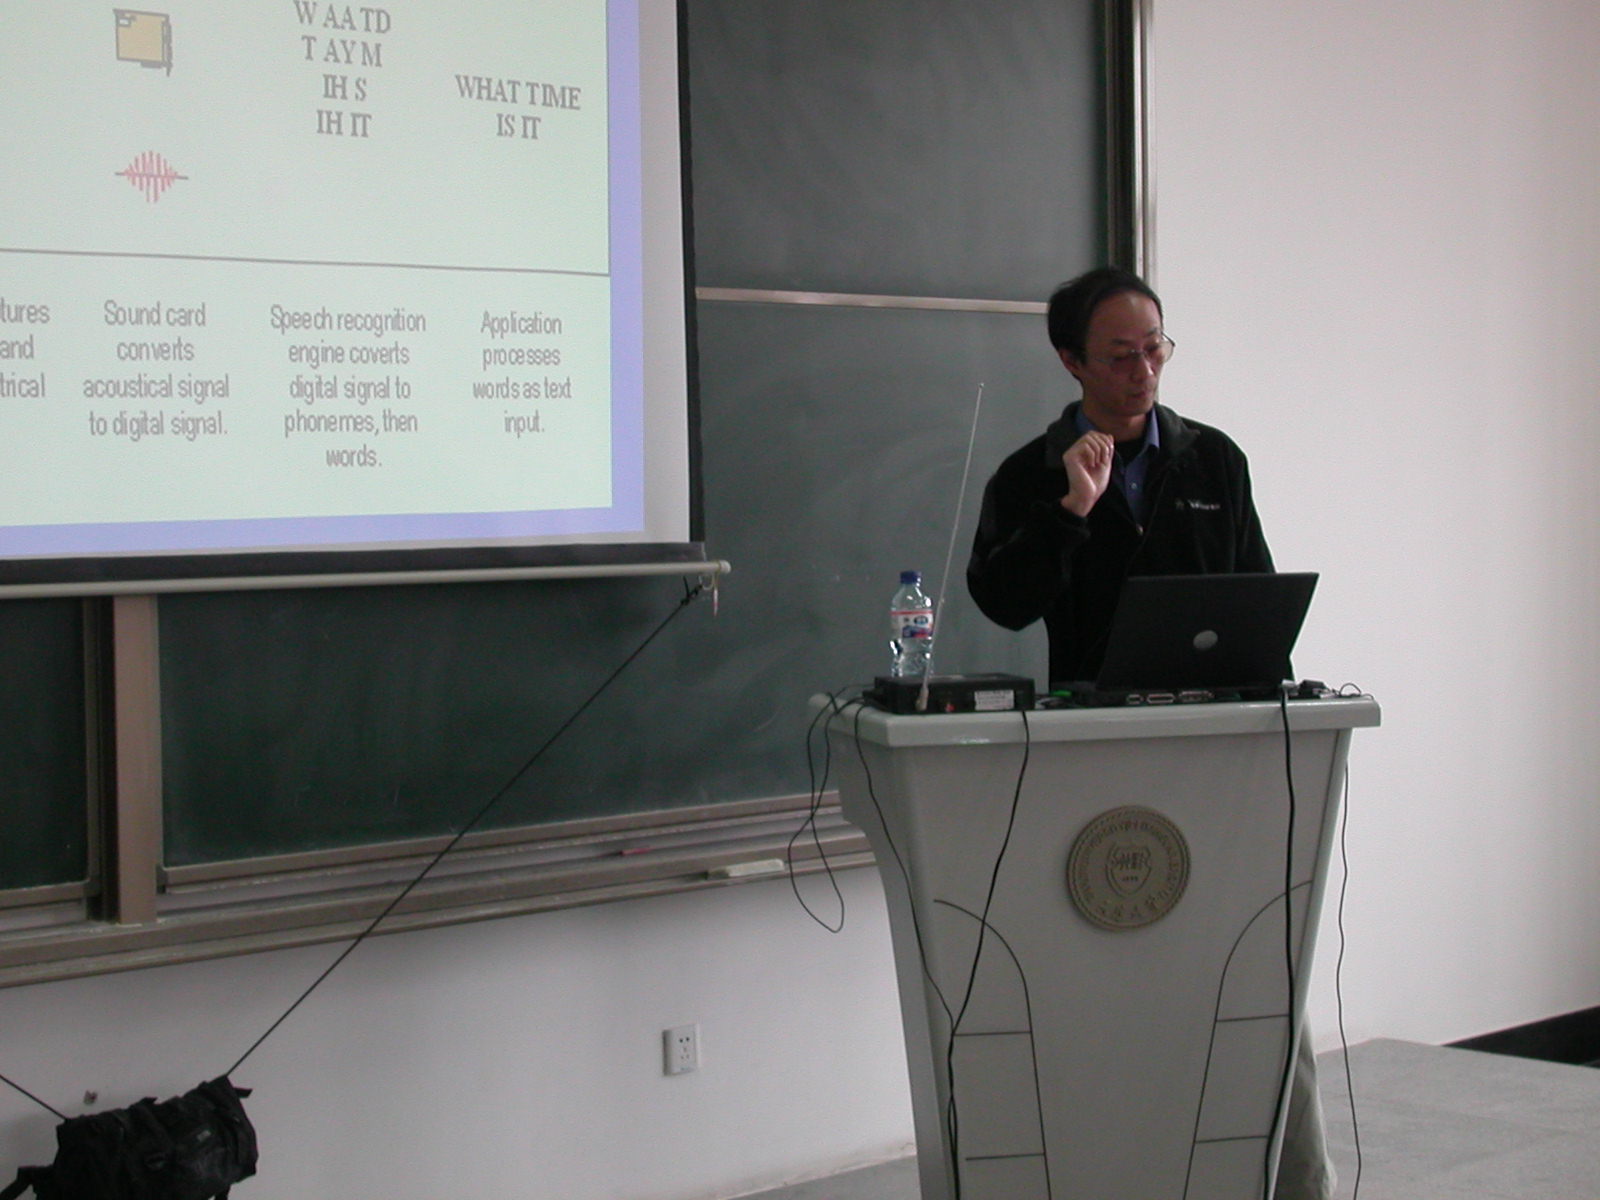 W AA T D
T AY M
IH S
IH IT
WHAT TIME
IS IT
tures
and
trical
Sound card
converts
acoustical signal
to digital signal.
Speech recognition
engine coverts
digital signal to
phonemes, then
words.
Application
processes
words as text
input.